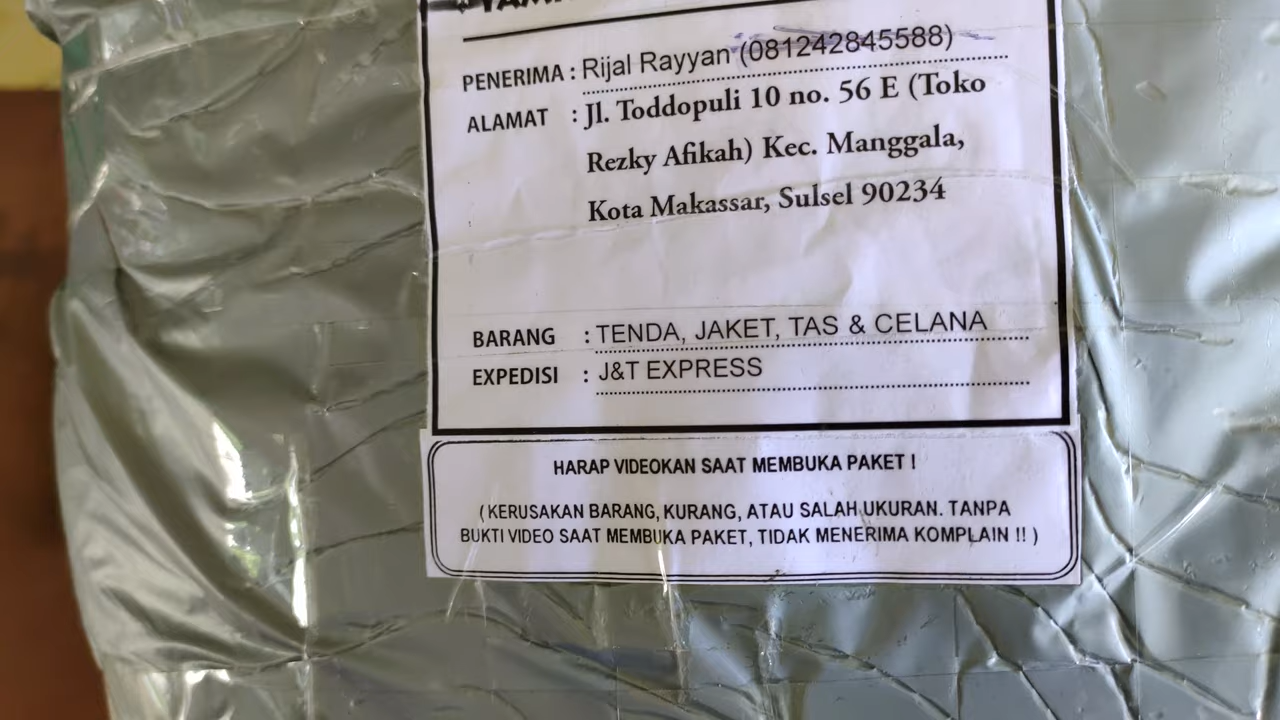 PENERIMA : Rijal Rayyan (081242845588)
ALAMAT : Jl. Toddopuli 10 no. 56 E (Toko
Rezky Afikah) Kec. Manggala,
Kota Makassar, Sulsel 90234
BARANG : TENDA, JAKET, TAS & CELANA
EXPEDISI : J&T EXPRESS
HARAP VIDEOKAN SAAT MEMBUKA PAKET !
( KERUSAKAN BARANG, KURANG, ATAU SALAH UKURAN. TANPA
BUKTI VIDEO SAAT MEMBUKA PAKET, TIDAK MENERIMA KOMPLAIN !! )